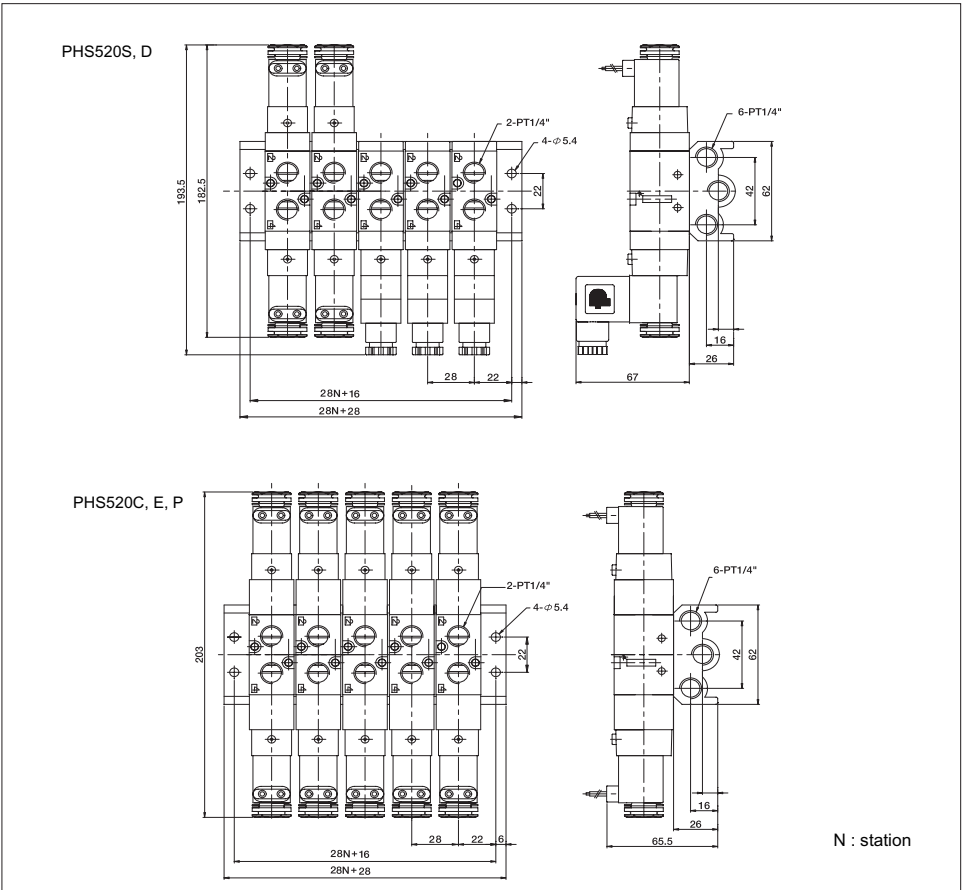 PHS520S, D
2-PT1/4"
4-Φ5.4
193.5
182.5
22
28
22
28N+16
28N+28
6-PT1/4"
42
62
16
26
67
PHS520C, E, P
2-PT1/4"
4-Φ5.4
203
22
28
22
6
28N+16
28N+28
6-PT1/4"
42
62
16
26
65.5
N : station